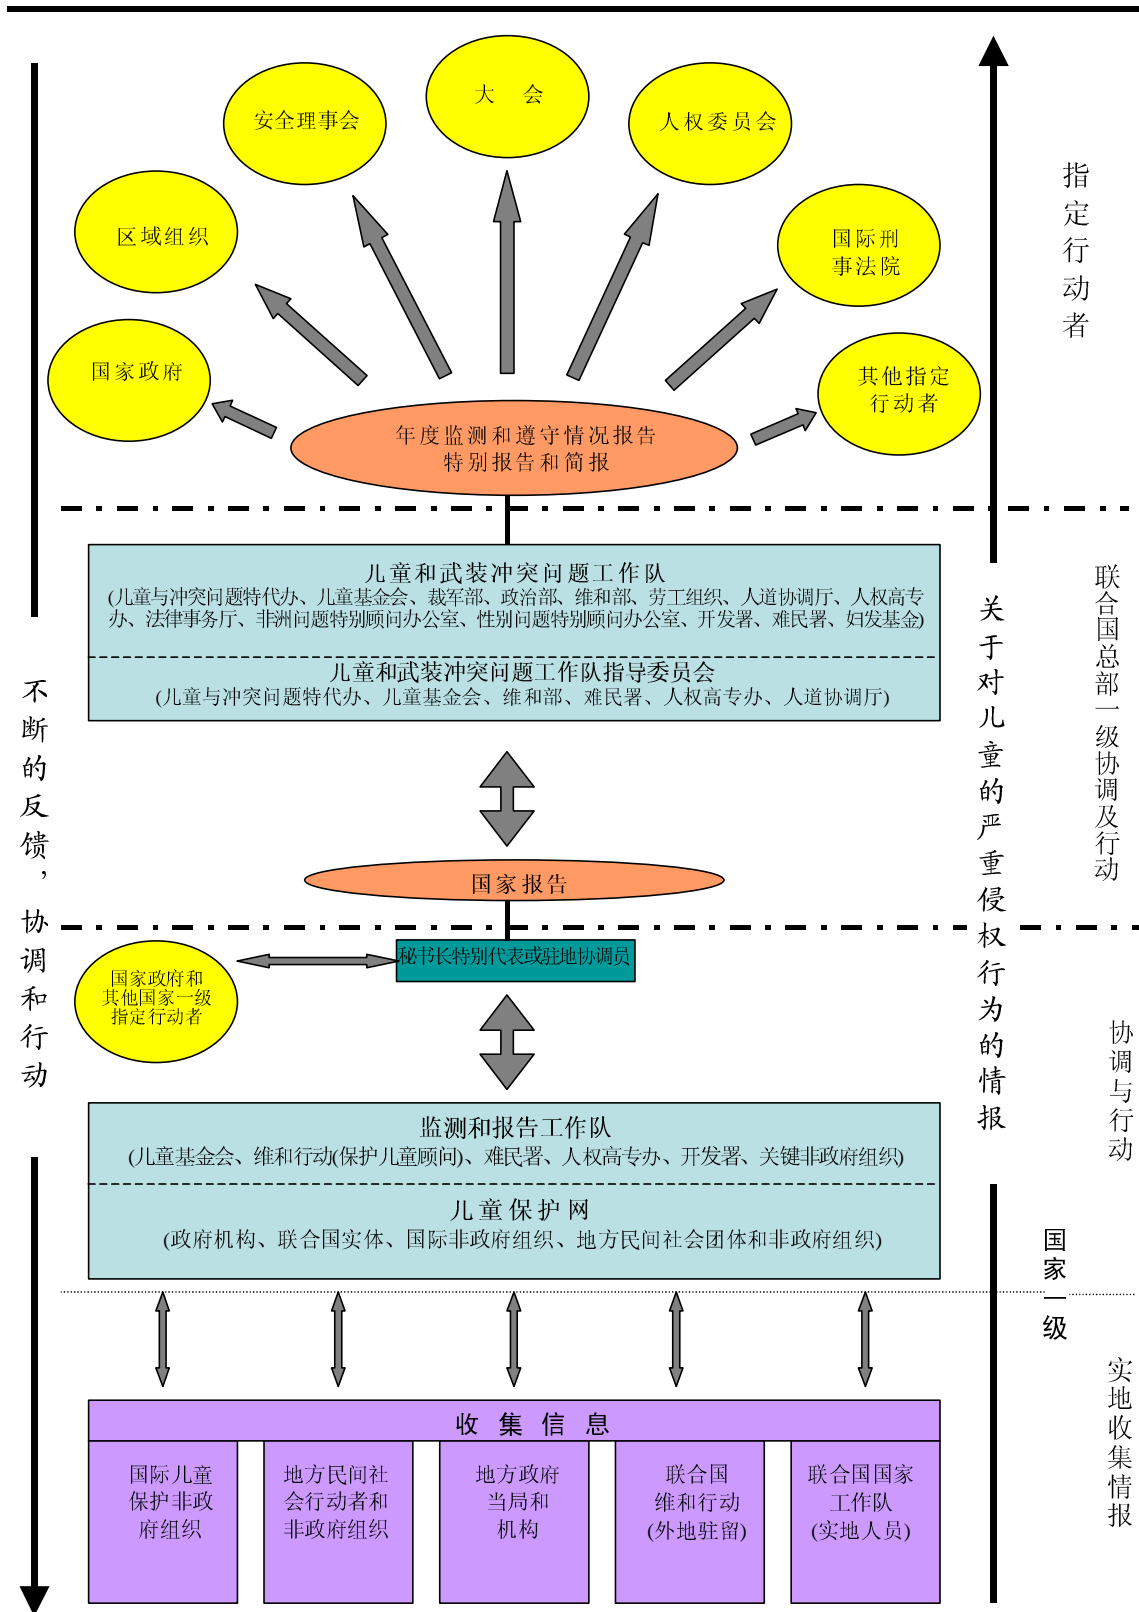 大 会
安全理事会
人权委员会
区域组织
国际刑
事法院
国家政府
其他指定
行动者
年度监测和遵守情况报告
特别报告和简报
指定行动者
儿童和武装冲突问题工作队
(儿童与冲突问题特代办、儿童基金会、裁军部、政治部、维和部、劳工组织、人道协调厅、人权高专
办、法律事务厅、非洲问题特别顾问办公室、性别问题特别顾问办公室、开发署、难民署、妇发基金)
儿童和武装冲突问题工作队指导委员会
(儿童与冲突问题特代办、儿童基金会、维和部、难民署、人权高专办、人道协调厅)
联合国总部一级协调及行动
不断的反馈，协调和行动
关于对儿童的严重侵权行为的情报
国家报告
秘书长特别代表或驻地协调员
国家政府和
其他国家一级
指定行动者
监测和报告工作队
(儿童基金会、维和行动(保护儿童顾问)、难民署、人权高专办、开发署、关键非政府组织)
儿童保护网
(政府机构、联合国实体、国际非政府组织、地方民间社会团体和非政府组织)
协调与行动
国家一级
实地收集情报
收集信息
国际儿童
保护非政
府组织
地方民间社
会行动者和
非政府组织
地方政府
当局和
机构
联合国
维和行动
(外地驻留)
联合国国家
工作队
(实地人员)